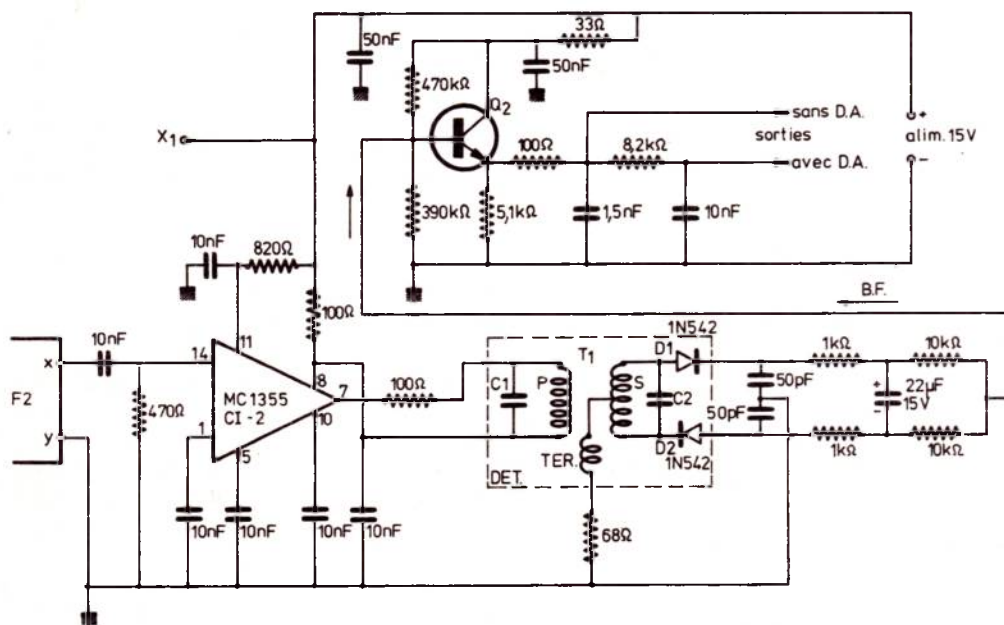 33Ω
50nF
470kΩ
50nF
Q2
X1
sans D.A.
+
sorties
alim. 15V
100Ω
8,2kΩ
avec D.A.
–
390kΩ
5,1kΩ
1,5nF
10nF
10nF
820Ω
100Ω
B.F.
1N542
10nF
x
F2
y
14
11
MC1355
CI-2
8
7
10
1
5
470Ω
100Ω
T1
D1
C1
P
S
C2
TER.
D2
1N542
DET.
50pF
50pF
1kΩ
10kΩ
+
22µF
15V
–
1kΩ
10kΩ
10nF
10nF
10nF
10nF
68Ω